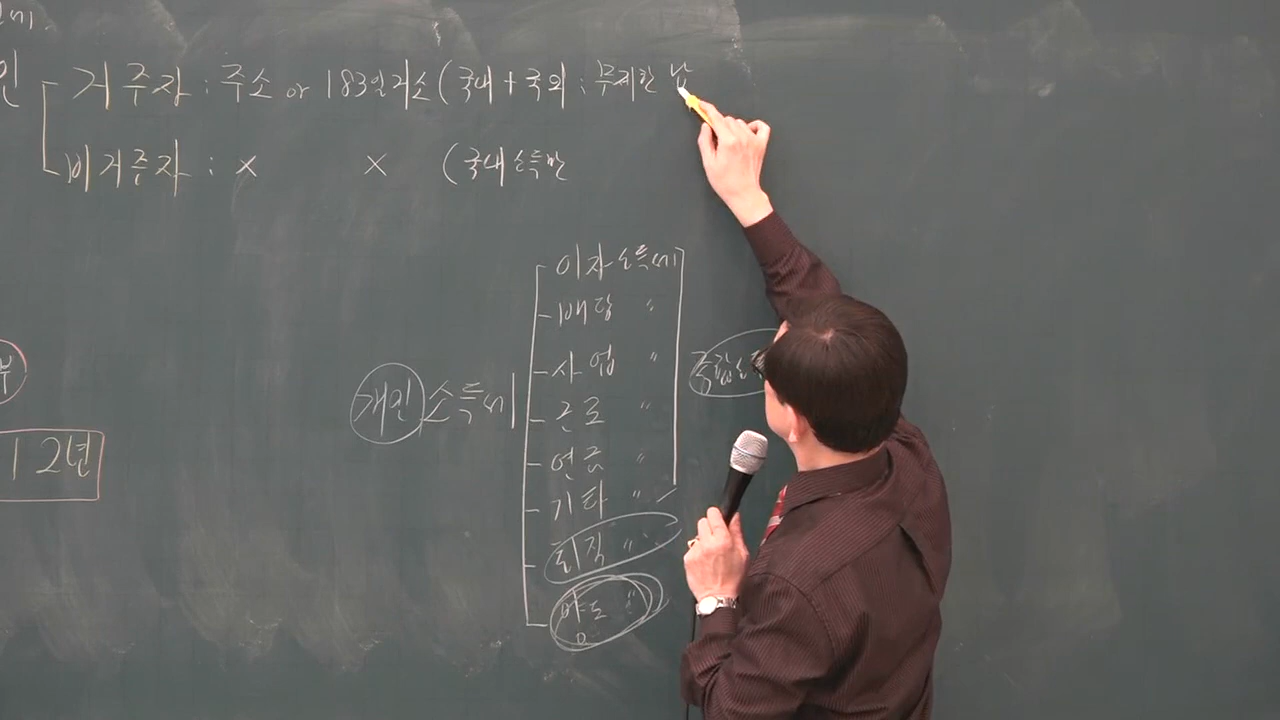 인
거주자 : 주소 or 183일거소 (국내 + 국외 : 무제한 납
비거주자 : × × (국내소득만
이자소득세
배당 "
사업 "
개인 소득세
근로 "
연금 "
기타 "
퇴직 "
양도 "
종합소
부
12년